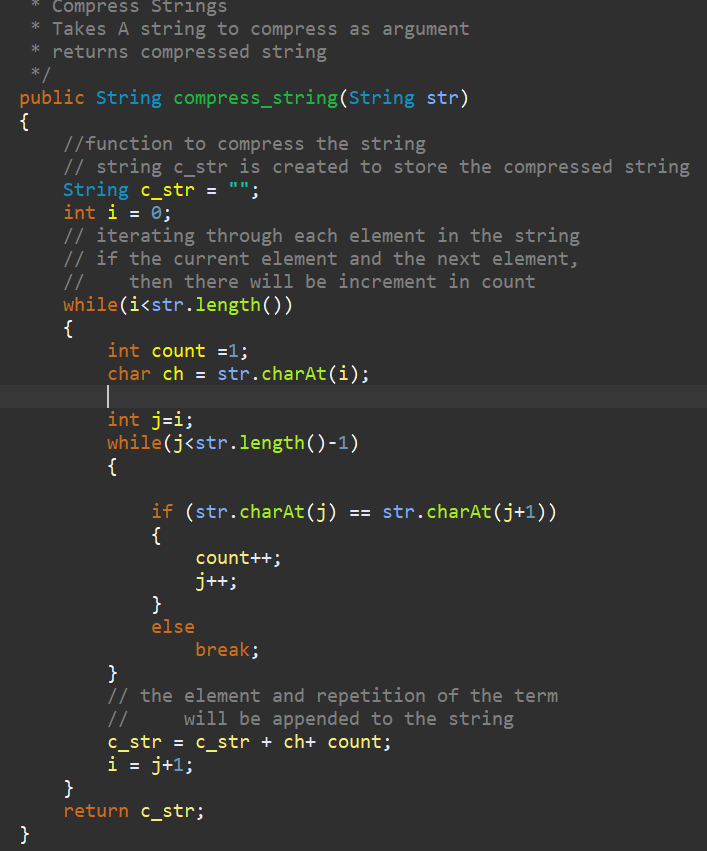 * Compress Strings
* Takes A string to compress as argument
* returns compressed string
*/
public String compress_string(String str)
{
//function to compress the string
// string c_str is created to store the compressed string
String c_str = "";
int i = 0;
// iterating through each element in the string
// if the current element and the next element,
//    then there will be increment in count
while(i<str.length())
{
int count =1;
char ch = str.charAt(i);
int j=i;
while(j<str.length()-1)
{
if (str.charAt(j) == str.charAt(j+1))
{
count++;
j++;
}
else
break;
}
// the element and repetition of the term
//     will be appended to the string
c_str = c_str + ch+ count;
i = j+1;
}
return c_str;
}